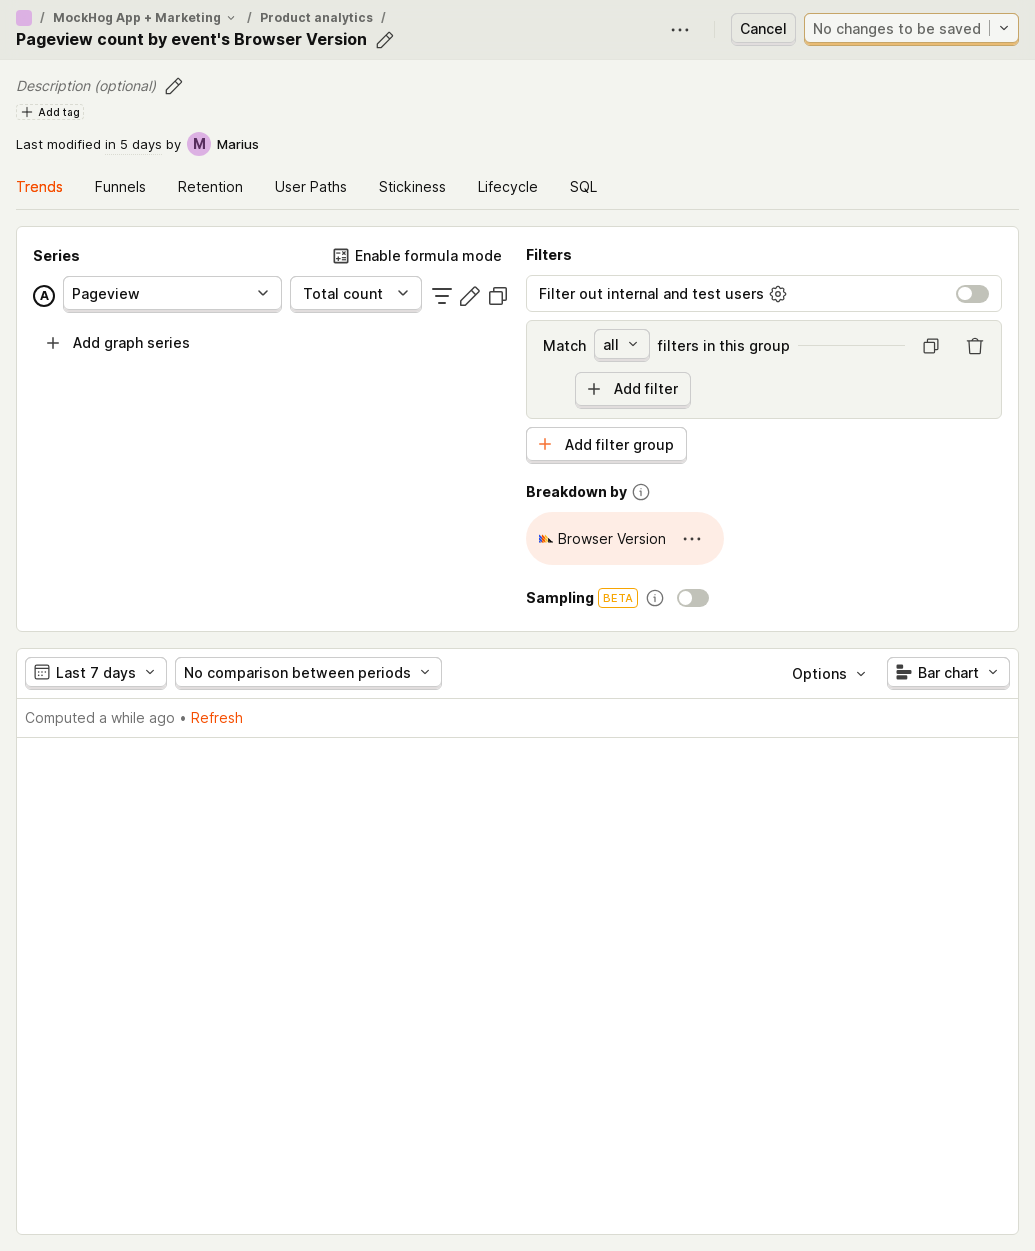 / MockHog App + Marketing / Product analytics /
Pageview count by event's Browser Version
Cancel
No changes to be saved
Description (optional)
Add tag
Last modified in 5 days by M Marius
Trends Funnels Retention User Paths Stickiness Lifecycle SQL
Series
Enable formula mode
A Pageview Total count
Add graph series
Filters
Filter out internal and test users
Match all filters in this group
Add filter
Add filter group
Breakdown by
Browser Version
Sampling BETA
Last 7 days No comparison between periods Options Bar chart
Computed a while ago • Refresh